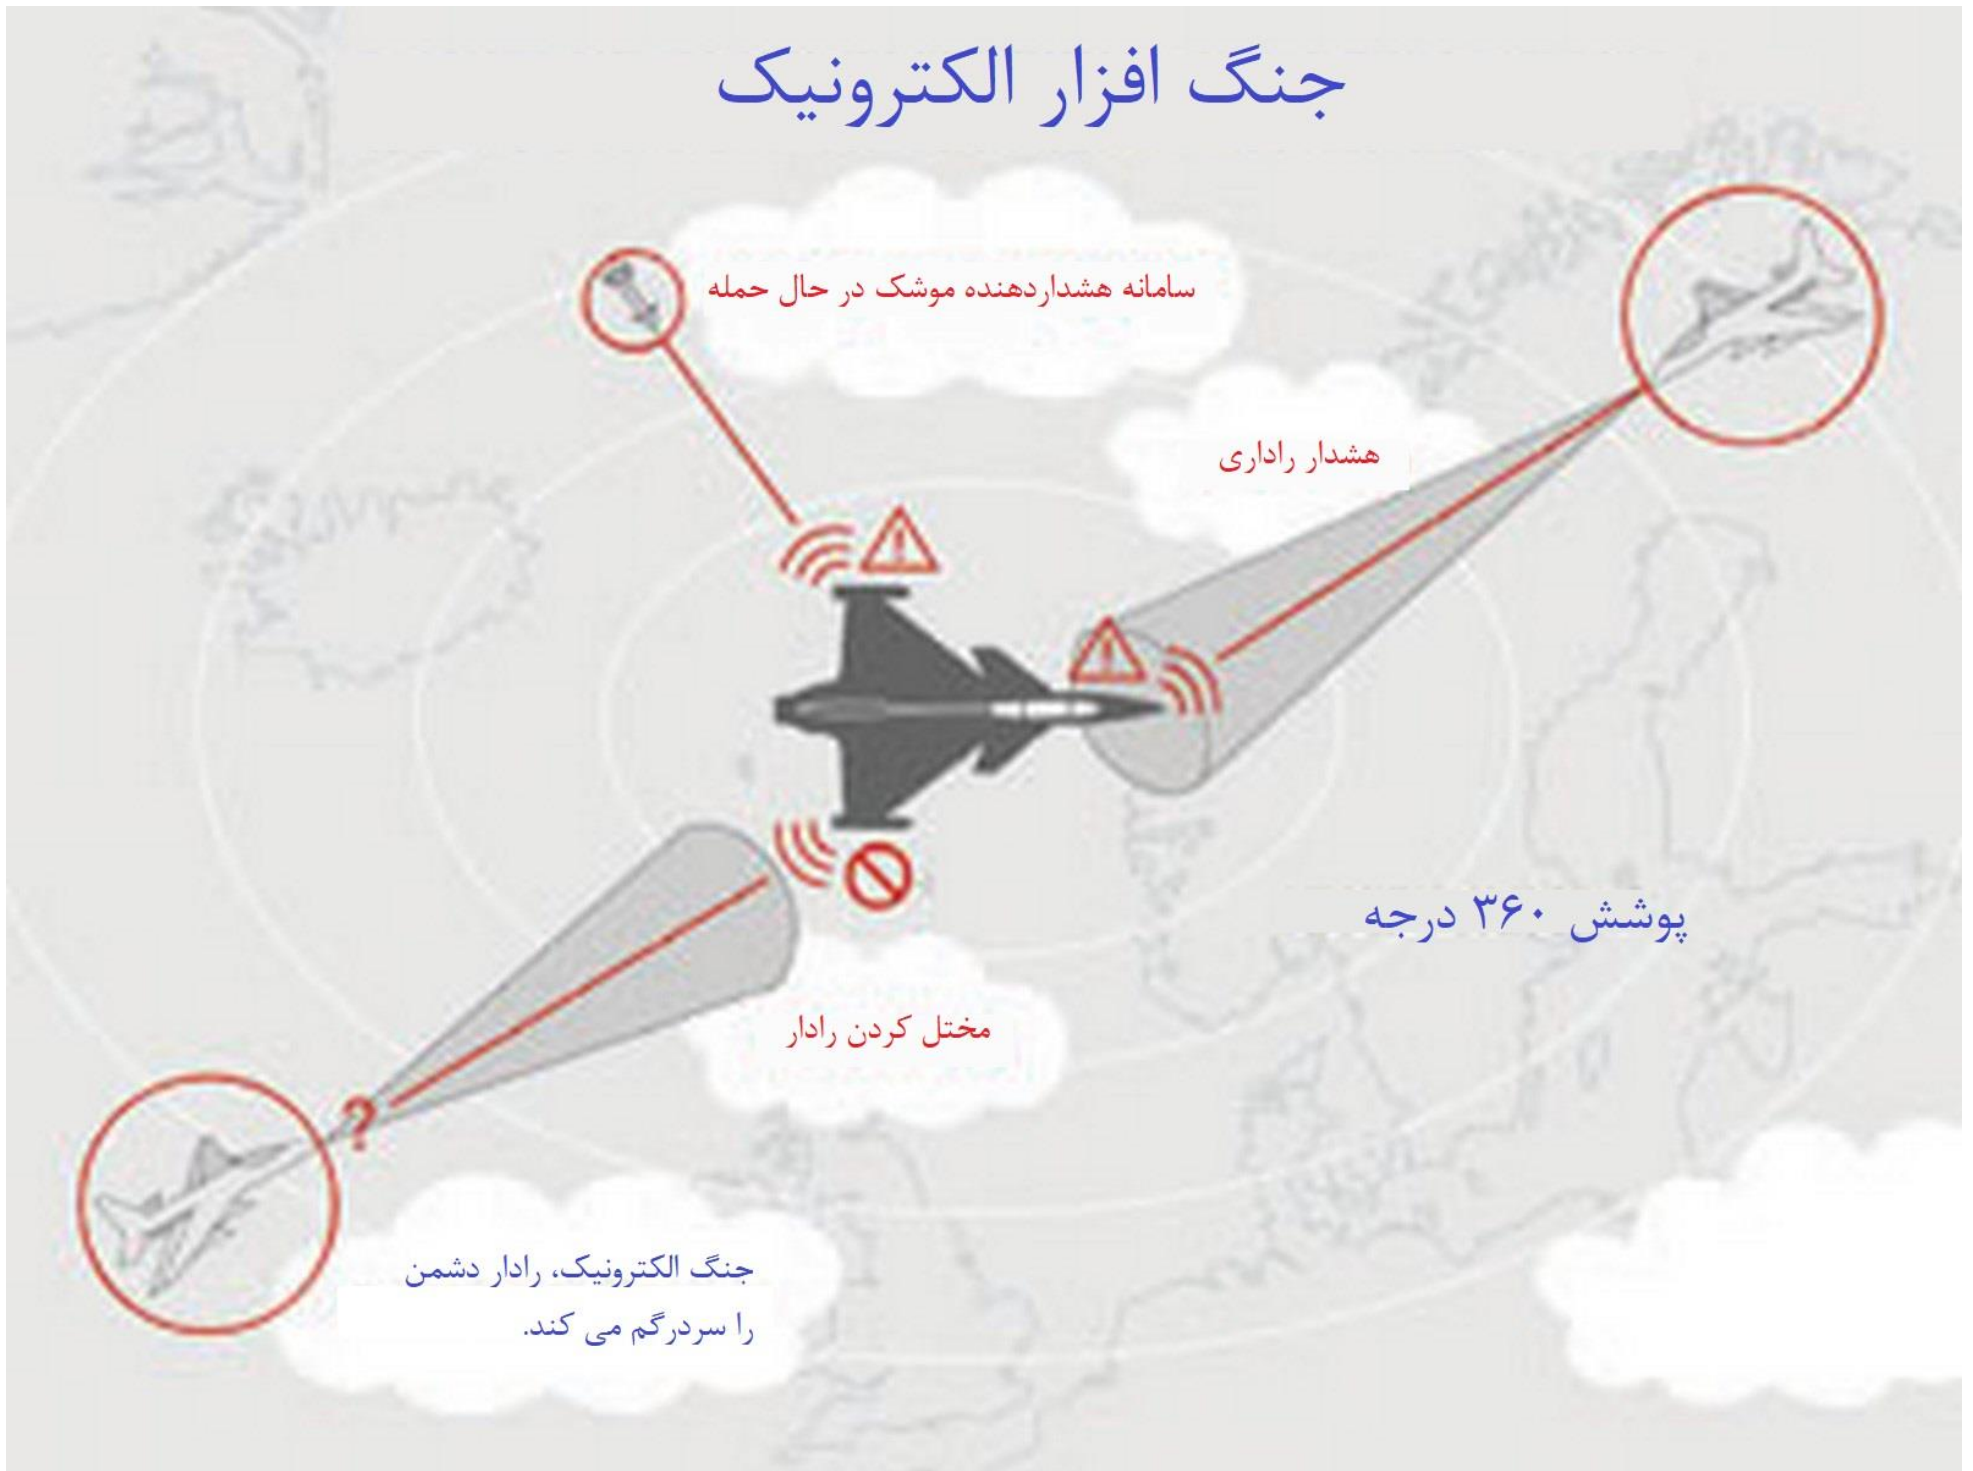 جنگ افزار الکترونیک
سامانه هشداردهنده موشک در حال حمله
هشدار راداری
پوشش ۳۶۰ درجه
مختل کردن رادار
جنگ الکترونیک، رادار دشمن
را سردرگم می کند.